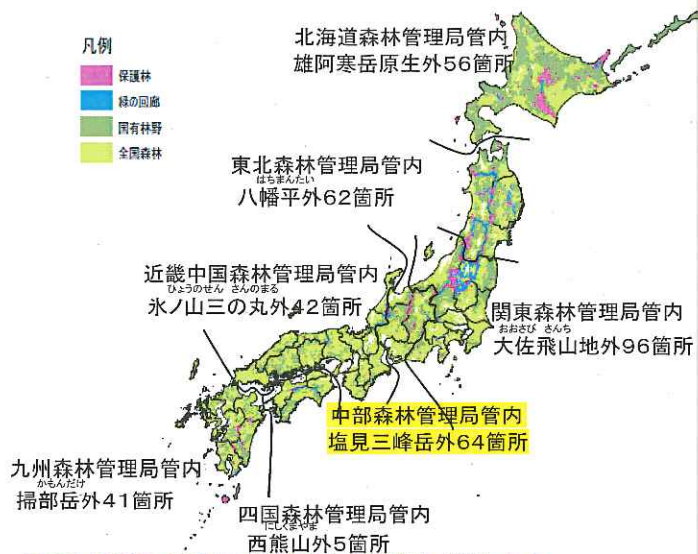 凡例
保護林
緑の回廊
国有林野
全国森林
北海道森林管理局管内
雄阿寒岳原生外56箇所
東北森林管理局管内
はちまんたい
八幡平外62箇所
近畿中国森林管理局管内
ひょうのせん さんのまる
氷ノ山三の丸外42箇所
関東森林管理局管内
おおさび さんち
大佐飛山地外96箇所
中部森林管理局管内
塩見三峰岳外64箇所
九州森林管理局管内
かもんだけ
掃部岳外41箇所
四国森林管理局管内
にしくまやま
西熊山外5箇所